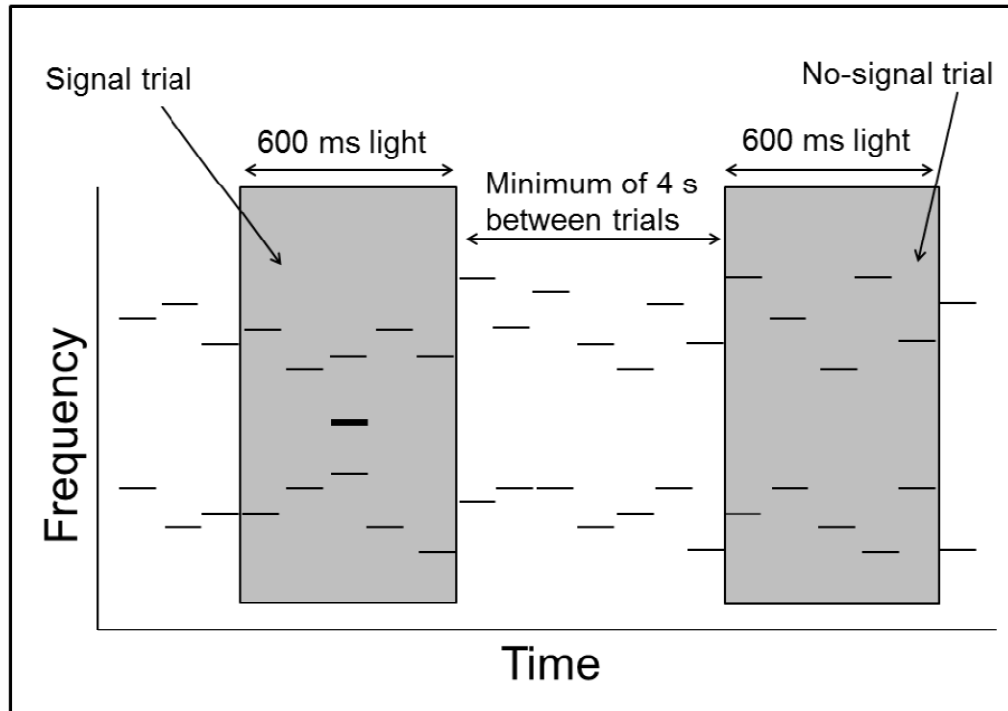 Signal trial
No-signal trial
600 ms light
600 ms light
Minimum of 4 s
between trials
Frequency
Time